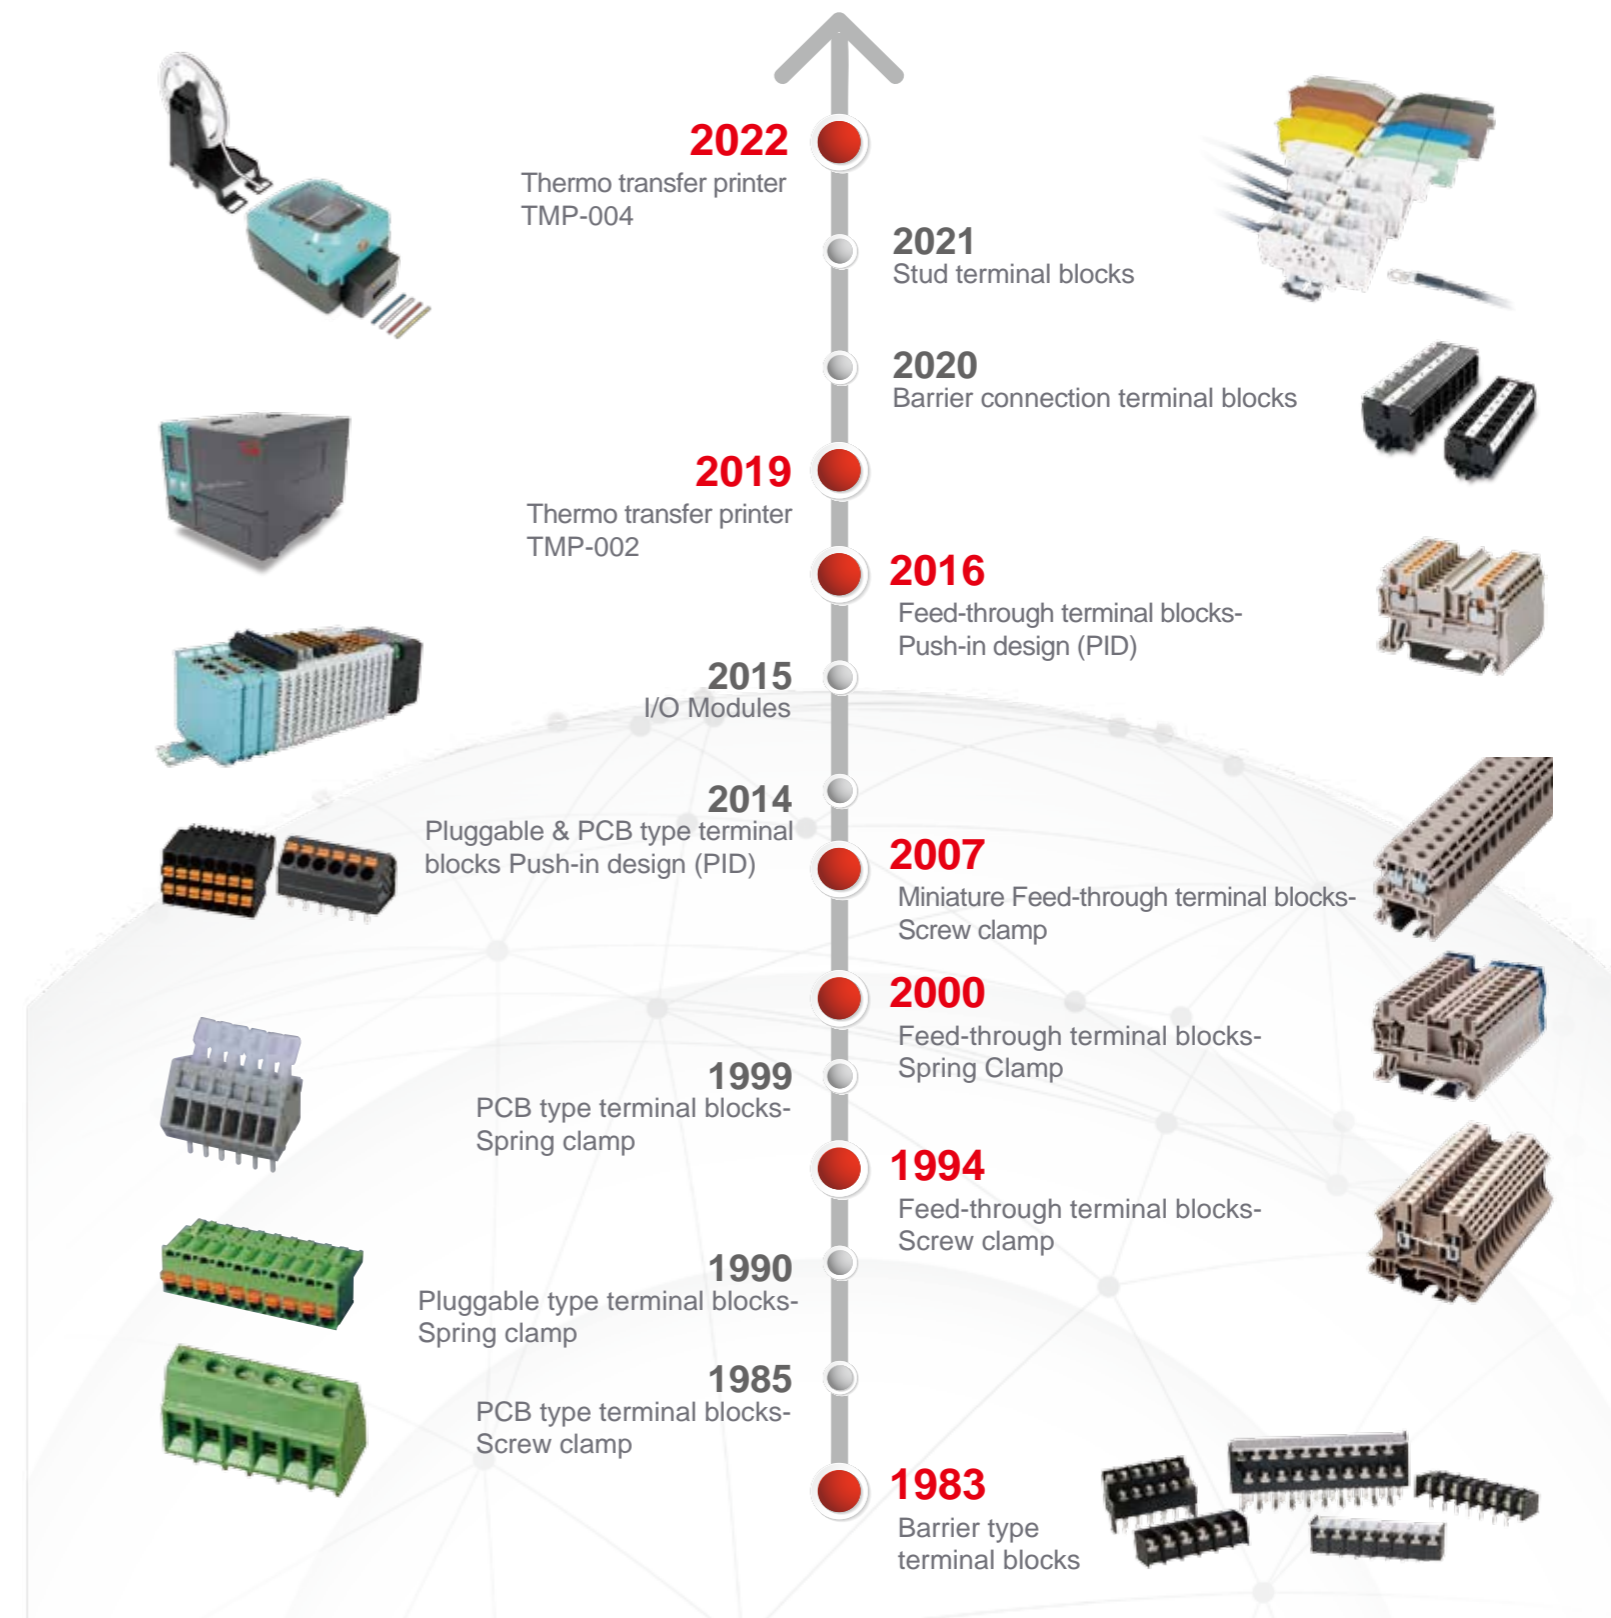 2022
Thermo transfer printer
TMP-004
2021
Stud terminal blocks
2020
Barrier connection terminal blocks
2019
Thermo transfer printer
TMP-002
2016
Feed-through terminal blocks-
Push-in design (PID)
2015
I/O Modules
2014
Pluggable & PCB type terminal
blocks Push-in design (PID)
2007
Miniature Feed-through terminal blocks-
Screw clamp
2000
Feed-through terminal blocks-
Spring Clamp
1999
PCB type terminal blocks-
Spring clamp
1994
Feed-through terminal blocks-
Screw clamp
1990
Pluggable type terminal blocks-
Spring clamp
1985
PCB type terminal blocks-
Screw clamp
1983
Barrier type
terminal blocks